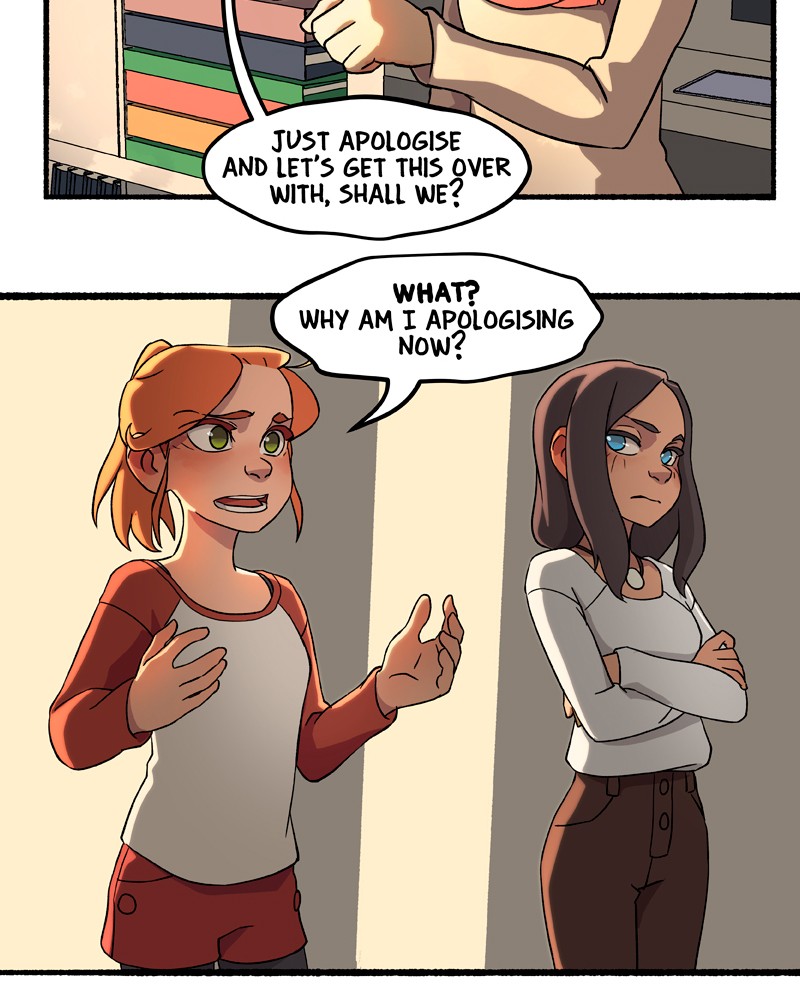 JUST APOLOGISE
AND LET'S GET THIS OVER
WITH, SHALL WE?
WHAT?
WHY AM I APOLOGISING
NOW?